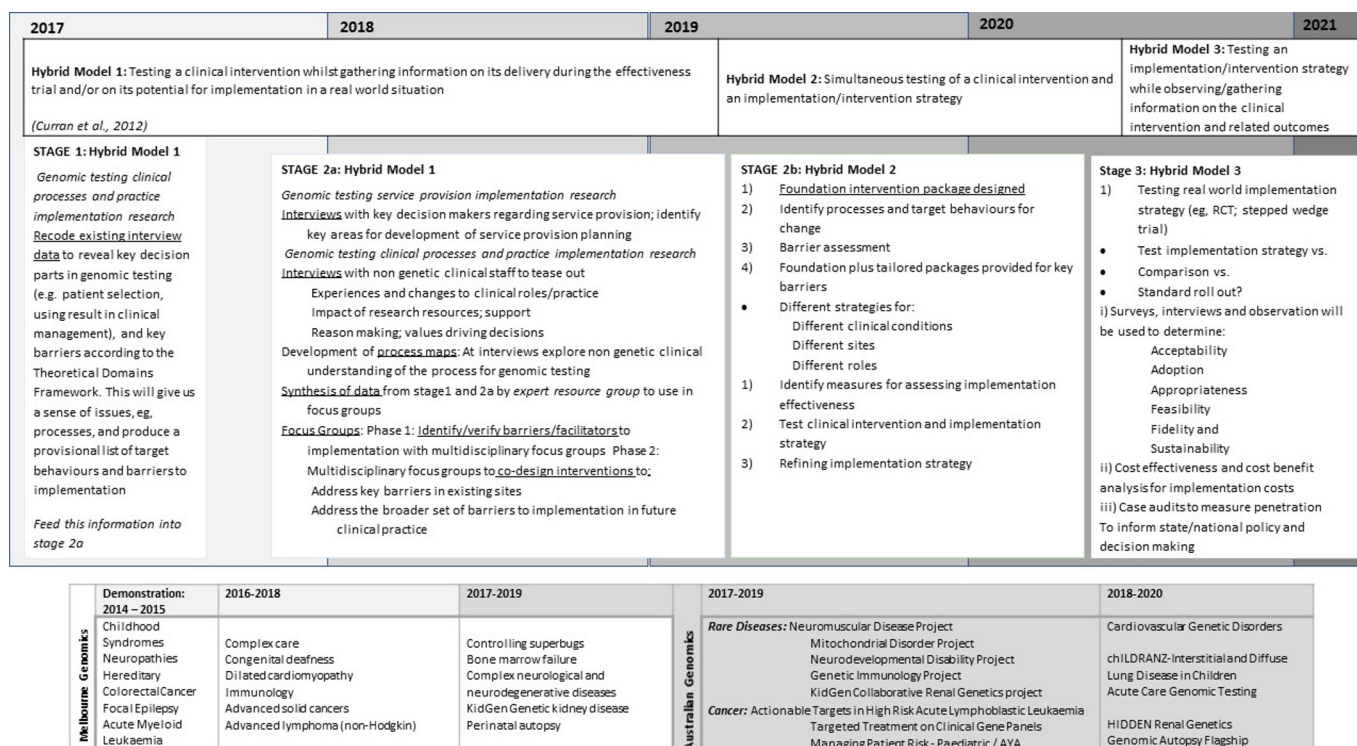 2017
2018
2019
2020
2021
Hybrid Model 1: Testing a clinical intervention whilst gathering information on its delivery during the effectiveness
trial and/or on its potential for implementation in a real world situation
(Curran et al., 2012)
Hybrid Model 2: Simultaneous testing of a clinical intervention and
an implementation/intervention strategy
Hybrid Model 3: Testing an
implementation/intervention strategy
while observing/gathering
information on the clinical
intervention and related outcomes
STAGE 1: Hybrid Model 1
Genomic testing clinical
processes and practice
implementation research
Recode existing interview
data to reveal key decision
parts in genomic testing
(e.g. patient selection,
using result in clinical
management), and key
barriers according to the
Theoretical Domains
Framework. This will give us
a sense of issues, eg,
processes, and produce a
provisional list of target
behaviours and barriers to
implementation
Feed this information into
stage 2a
STAGE 2a: Hybrid Model 1
Genomic testing service provision implementation research
Interviews with key decision makers regarding service provision; identify
key areas for development of service provision planning
Genomic testing clinical processes and practice implementation research
Interviews with non genetic clinical staff to tease out
Experiences and changes to clinical roles/practice
Impact of research resources; support
Reason making; values driving decisions
Development of process maps: At interviews explore non genetic clinical
understanding of the process for genomic testing
Synthesis of data from stage1 and 2a by expert resource group to use in
focus groups
Focus Groups: Phase 1: Identify/verify barriers/facilitators to
implementation with multidisciplinary focus groups Phase 2:
Multidisciplinary focus groups to co-design interventions to:
Address key barriers in existing sites
Address the broader set of barriers to implementation in future
clinical practice
STAGE 2b: Hybrid Model 2
1) Foundation intervention package designed
2) Identify processes and target behaviours for
change
3) Barrier assessment
4) Foundation plus tailored packages provided for key
barriers
• Different strategies for:
Different clinical conditions
Different sites
Different roles
1) Identify measures for assessing implementation
effectiveness
2) Test clinical intervention and implementation
strategy
3) Refining implementation strategy
Stage 3: Hybrid Model 3
1) Testing real world implementation
strategy (eg, RCT; stepped wedge
trial)
• Test implementation strategy vs.
• Comparison vs.
• Standard roll out?
i) Surveys, interviews and observation will
be used to determine:
Acceptability
Adoption
Appropriateness
Feasibility
Fidelity and
Sustainability
ii) Cost effectiveness and cost benefit
analysis for implementation costs
iii) Case audits to measure penetration
To inform state/national policy and
decision making
Melbourne Genomics
Demonstration:
2014 – 2015
Childhood
Syndromes
Neuropathies
Hereditary
Colorectal Cancer
Focal Epilepsy
Acute Myeloid
Leukaemia
2016-2018
Complex care
Congenital deafness
Dilated cardiomyopathy
Immunology
Advanced solid cancers
Advanced lymphoma (non-Hodgkin)
2017-2019
Controlling superbugs
Bone marrow failure
Complex neurological and
neurodegenerative diseases
KidGen Genetic kidney disease
Perinatal autopsy
Australian Genomics
2017-2019
Rare Diseases: Neuromuscular Disease Project
Mitochondrial Disorder Project
Neurodevelopmental Disability Project
Genetic Immunology Project
KidGen Collaborative Renal Genetics project
Cancer: Actionable Targets in High Risk Acute Lymphoblastic Leukaemia
Targeted Treatment on Clinical Gene Panels
Managing Patient Risk - Paediatric / AYA
2018-2020
Cardiovascular Genetic Disorders
chILDRANZ-Interstitial and Diffuse
Lung Disease in Children
Acute Care Genomic Testing
HIDDEN Renal Genetics
Genomic Autopsy Flagship